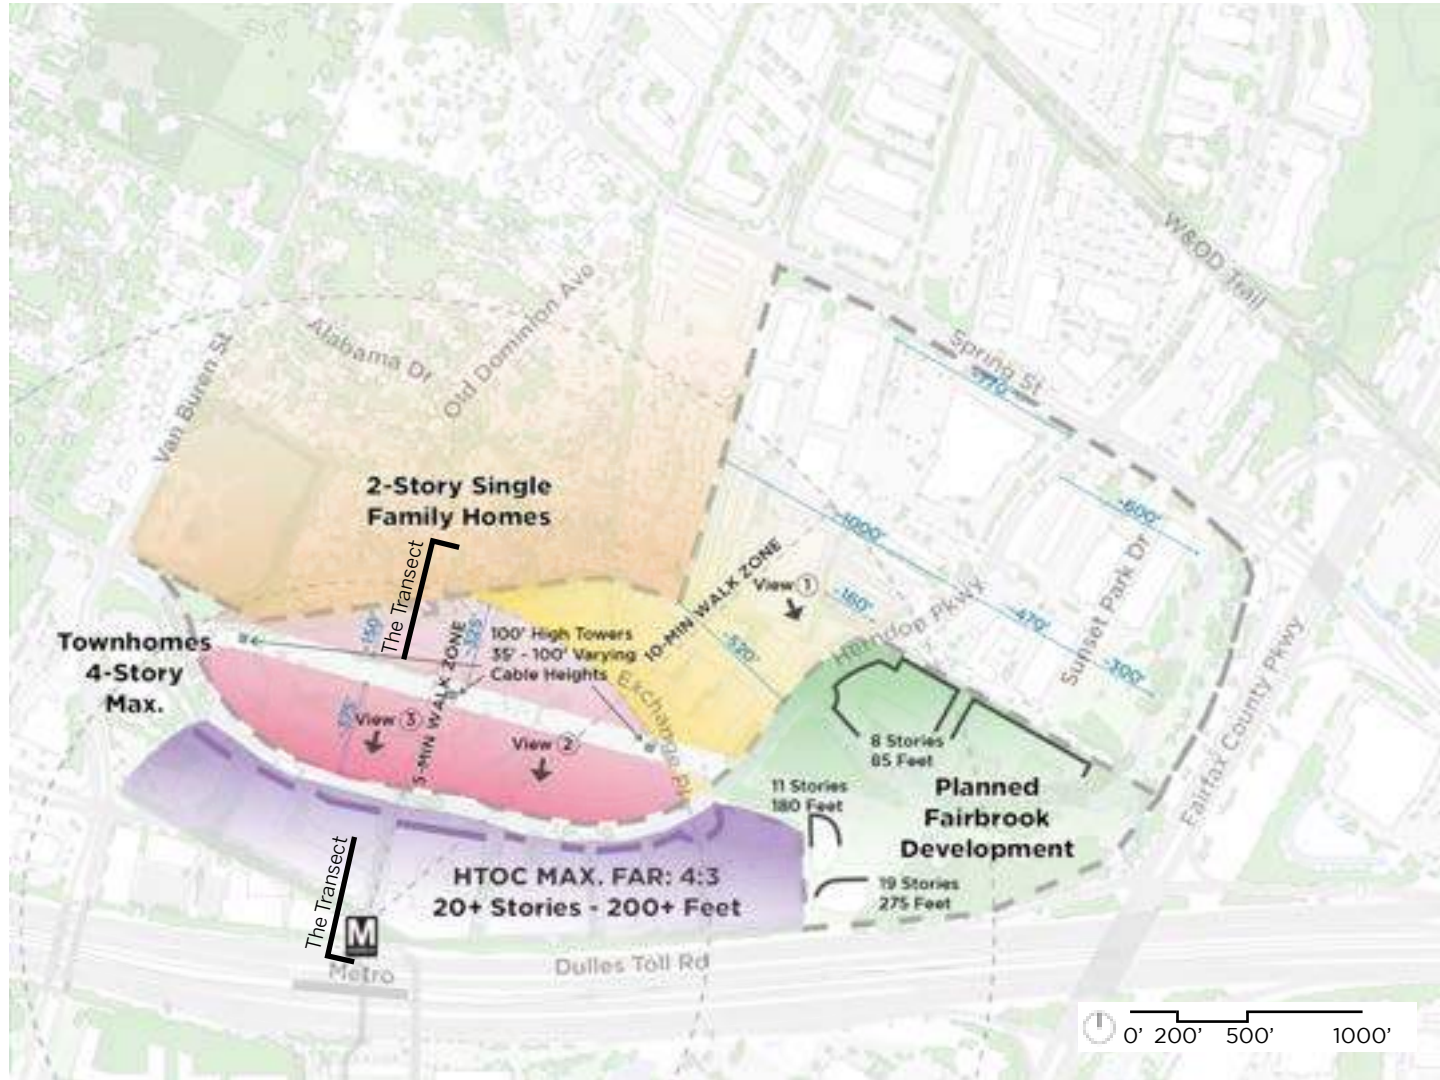 W&OD Trail
Alabama Dr
Old Dominion Ave
Van Buren St
Spring St
~770'
2-Story Single
Family Homes
~600'
~1000'
10-MIN WALK ZONE
View 1
~160'
Herndon Pkwy
~470'
Sunset Park Dr
~300'
Fairfax County Pkwy
The Transect
~150'
~325'
5-MIN WALK ZONE
100' High Towers
35' - 100' Varying
Cable Heights
~520'
Exchange Pl
Townhomes
4-Story
Max.
View 3
View 2
8 Stories
85 Feet
11 Stories
180 Feet
Planned
Fairbrook
Development
19 Stories
275 Feet
HTOC MAX. FAR: 4:3
20+ Stories - 200+ Feet
The Transect
M
Metro
Dulles Toll Rd
0' 200' 500' 1000'